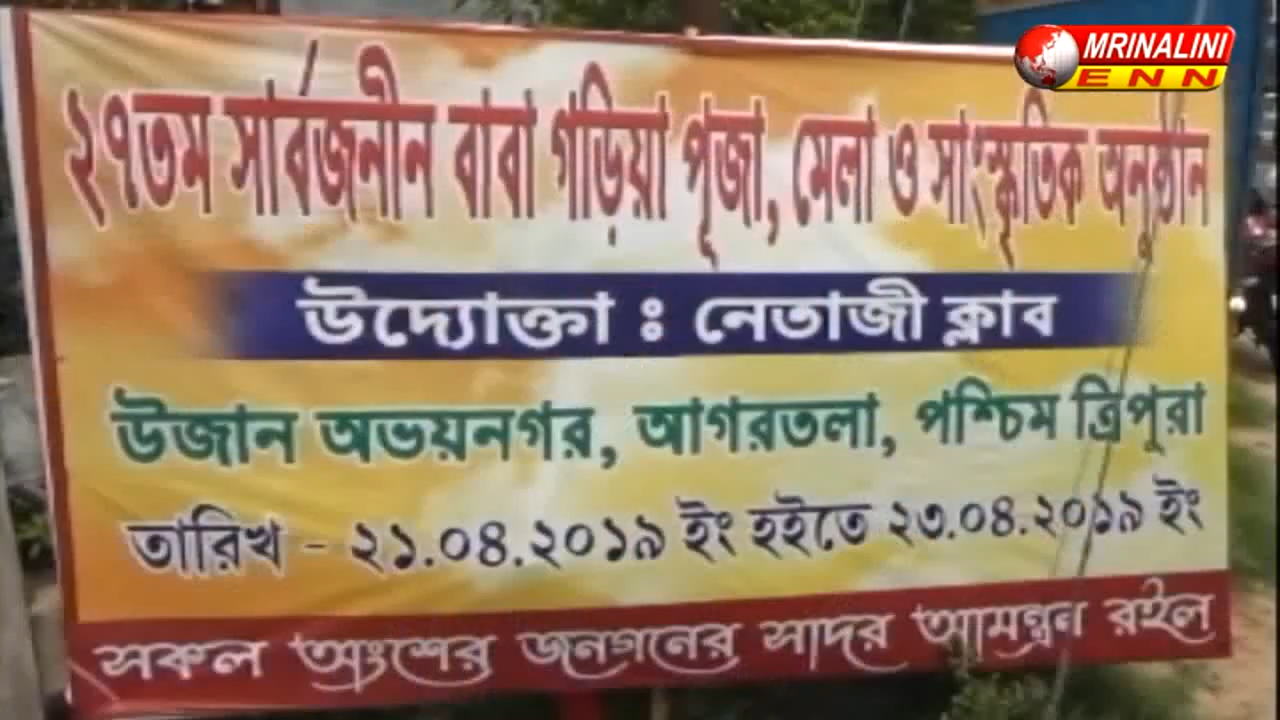 MRINALINI
ENN
২৭তম সার্বজনীন বাবা গড়িয়া পূজা, মেলা ও সাংস্কৃতিক অনুষ্ঠান
উদ্যোক্তা ঃ নেতাজী ক্লাব
উজান অভয়নগর, আগরতলা, পশ্চিম ত্রিপুরা
তারিখ - ২১.০৪.২০১৯ ইং হইতে ২৩.০৪.২০১৯ ইং
সকল অংশের জনগনের সাদর আমন্ত্রন রইল